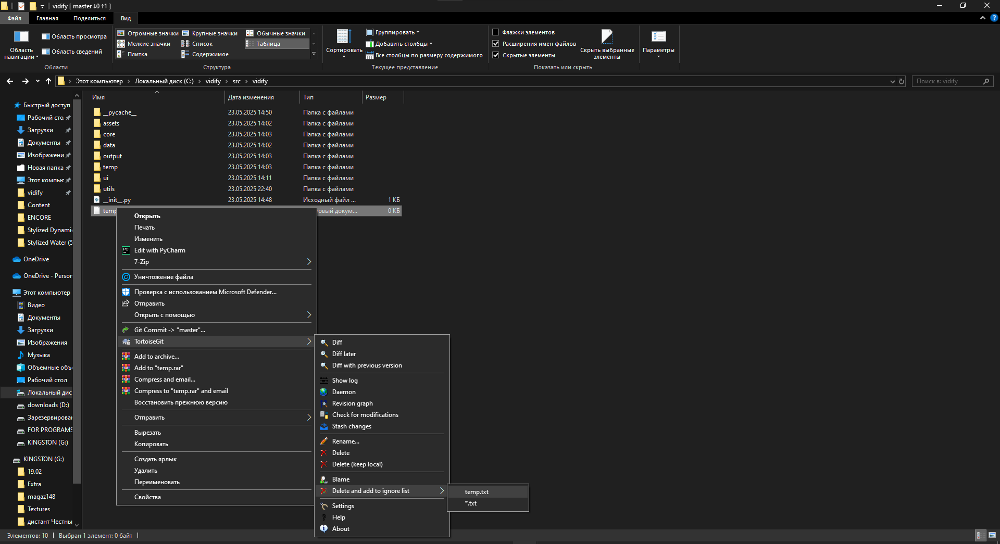 vidify [ master ↓0 ↑1 ]
Файл Главная Поделиться Вид
Область навигации
Область просмотра
Область сведений
Области
Огромные значки Крупные значки Обычные значки
Мелкие значки Список Таблица
Плитка Содержимое
Структура
Сортировать
Группировать
Добавить столбцы
Все столбцы по размеру содержимого
Текущее представление
Флажки элементов
Расширения имен файлов
Скрытые элементы
Скрыть выбранные элементы
Показать или скрыть
Параметры
Этот компьютер › Локальный диск (C:) › vidify › src › vidify
Поиск в: vidify
Быстрый доступ
Рабочий сто.
Загрузки
Документы
Изображени
Новая папка
Этот компьк
vidify
Content
ENCORE
Stylized Dynami
Stylized Water (5
OneDrive
OneDrive - Person
Этот компьютер
Видео
Документы
Загрузки
Изображения
Музыка
Объемные объ
Рабочий стол
Локальный дис
downloads (D:)
Зарезервирован
FOR PROGRAMS
KINGSTON (G:)
KINGSTON (G:)
19.02
Extra
magaz148
Textures
дистант Честны
Имя Дата изменения Тип Размер
__pycache__ 23.05.2025 14:50 Папка с файлами
assets 23.05.2025 14:02 Папка с файлами
core 23.05.2025 14:03 Папка с файлами
data 23.05.2025 14:02 Папка с файлами
output 23.05.2025 14:03 Папка с файлами
temp 23.05.2025 14:03 Папка с файлами
ui 23.05.2025 14:11 Папка с файлами
utils 23.05.2025 22:40 Папка с файлами
__init__.py 23.05.2025 14:48 Исходный файл ... 1 КБ
temp товый докум... 0 КБ
Открыть
Печать
Изменить
Edit with PyCharm
7-Zip
Уничтожение файла
Проверка с использованием Microsoft Defender...
Отправить
Открыть с помощью
Git Commit -> "master"...
TortoiseGit
Add to archive...
Add to "temp.rar"
Compress and email...
Compress to "temp.rar" and email
Восстановить прежнюю версию
Отправить
Вырезать
Копировать
Создать ярлык
Удалить
Переименовать
Свойства
Diff
Diff later
Diff with previous version
Show log
Daemon
Revision graph
Check for modifications
Stash changes
Rename...
Delete
Delete (keep local)
Blame
Delete and add to ignore list
Settings
Help
About
temp.txt
*.txt
Элементов: 10 Выбран 1 элемент: 0 байт